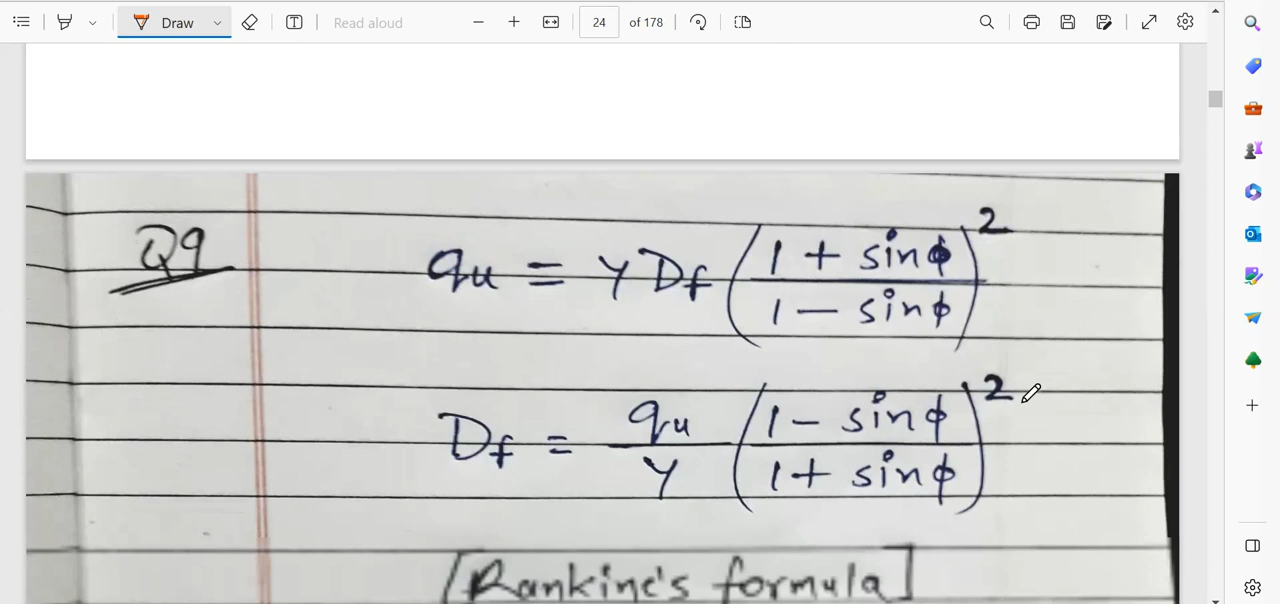 Draw
Read aloud
24 of 178
Q9
qu = γ Df ( 1 + sinϕ / 1 − sinϕ )²
Df = qu / γ ( 1 − sinϕ / 1 + sinϕ )²
[Rankine's formula]